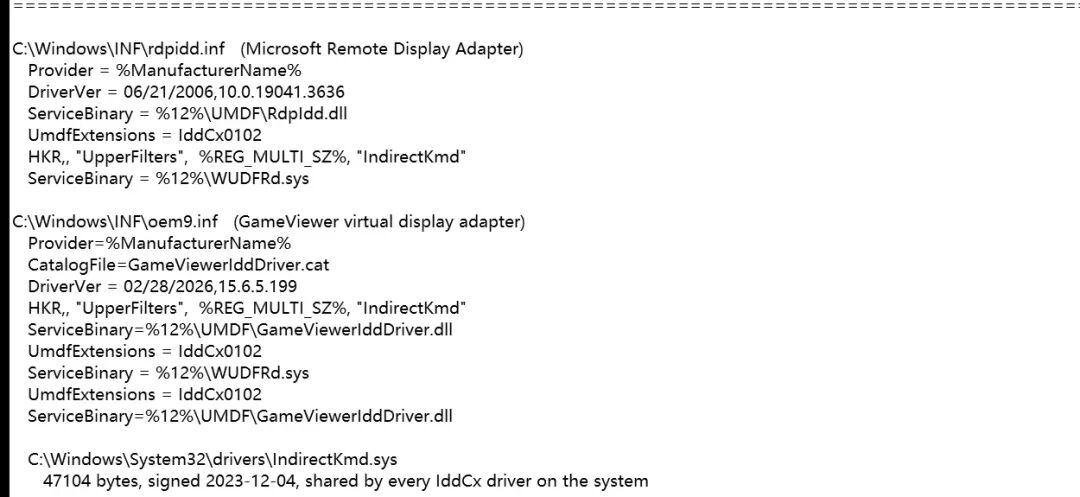 ====================================================================================================
C:\Windows\INF\rdpidd.inf   (Microsoft Remote Display Adapter)
Provider = %ManufacturerName%
DriverVer = 06/21/2006,10.0.19041.3636
ServiceBinary = %12%\UMDF\RdpIdd.dll
UmdfExtensions = IddCx0102
HKR,, "UpperFilters",  %REG_MULTI_SZ%, "IndirectKmd"
ServiceBinary = %12%\WUDFRd.sys
C:\Windows\INF\oem9.inf   (GameViewer virtual display adapter)
Provider=%ManufacturerName%
CatalogFile=GameViewerIddDriver.cat
DriverVer = 02/28/2026,15.6.5.199
HKR,, "UpperFilters",  %REG_MULTI_SZ%, "IndirectKmd"
ServiceBinary=%12%\UMDF\GameViewerIddDriver.dll
UmdfExtensions = IddCx0102
ServiceBinary = %12%\WUDFRd.sys
UmdfExtensions = IddCx0102
ServiceBinary=%12%\UMDF\GameViewerIddDriver.dll
C:\Windows\System32\drivers\IndirectKmd.sys
47104 bytes, signed 2023-12-04, shared by every IddCx driver on the system